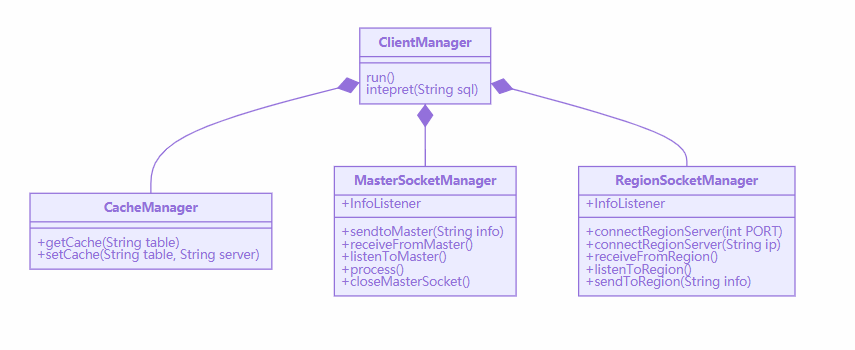 ClientManager
run()
intepret(String sql)
CacheManager
+getCache(String table)
+setCache(String table, String server)
MasterSocketManager
+InfoListener
+sendtoMaster(String info)
+receiveFromMaster()
+listenToMaster()
+process()
+closeMasterSocket()
RegionSocketManager
+InfoListener
+connectRegionServer(int PORT)
+connectRegionServer(String ip)
+receiveFromRegion()
+listenToRegion()
+sendToRegion(String info)